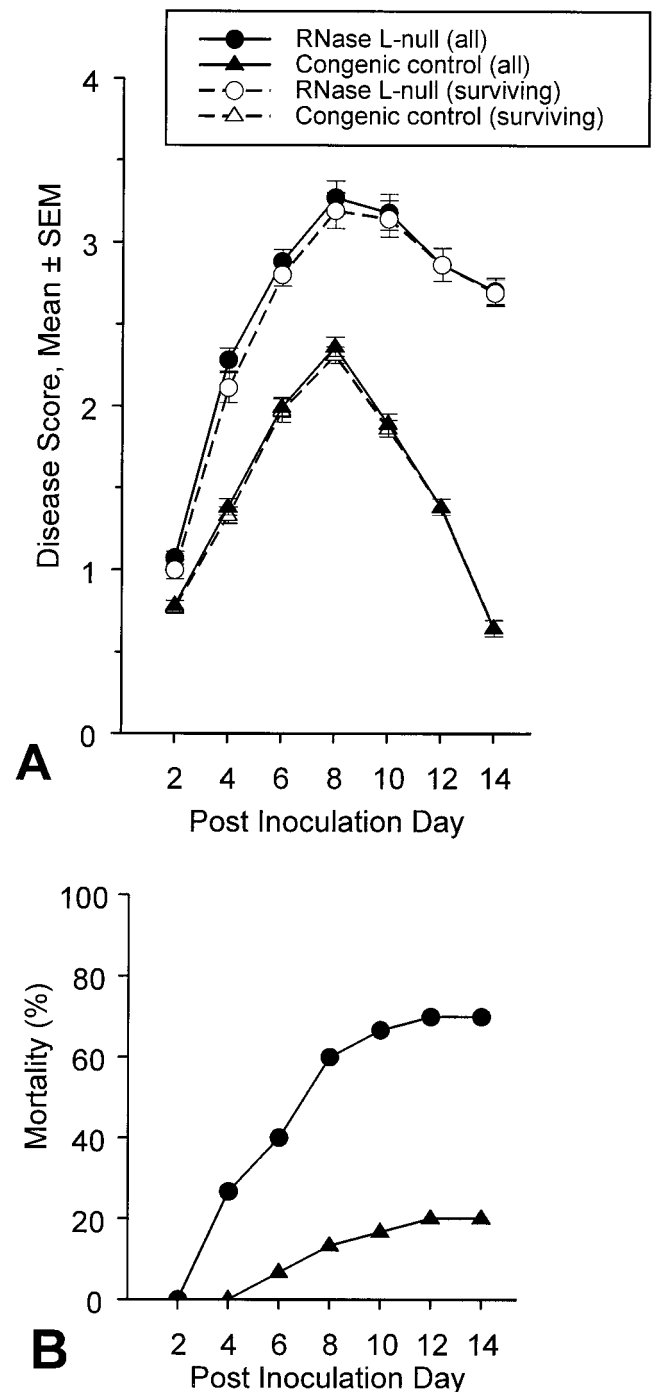 RNase L-null (all)
Congenic control (all)
RNase L-null (surviving)
Congenic control (surviving)
4
3
2
1
0
Disease Score, Mean ± SEM
2 4 6 8 10 12 14
Post Inoculation Day
A
100
80
60
40
20
0
Mortality (%)
2 4 6 8 10 12 14
Post Inoculation Day
B